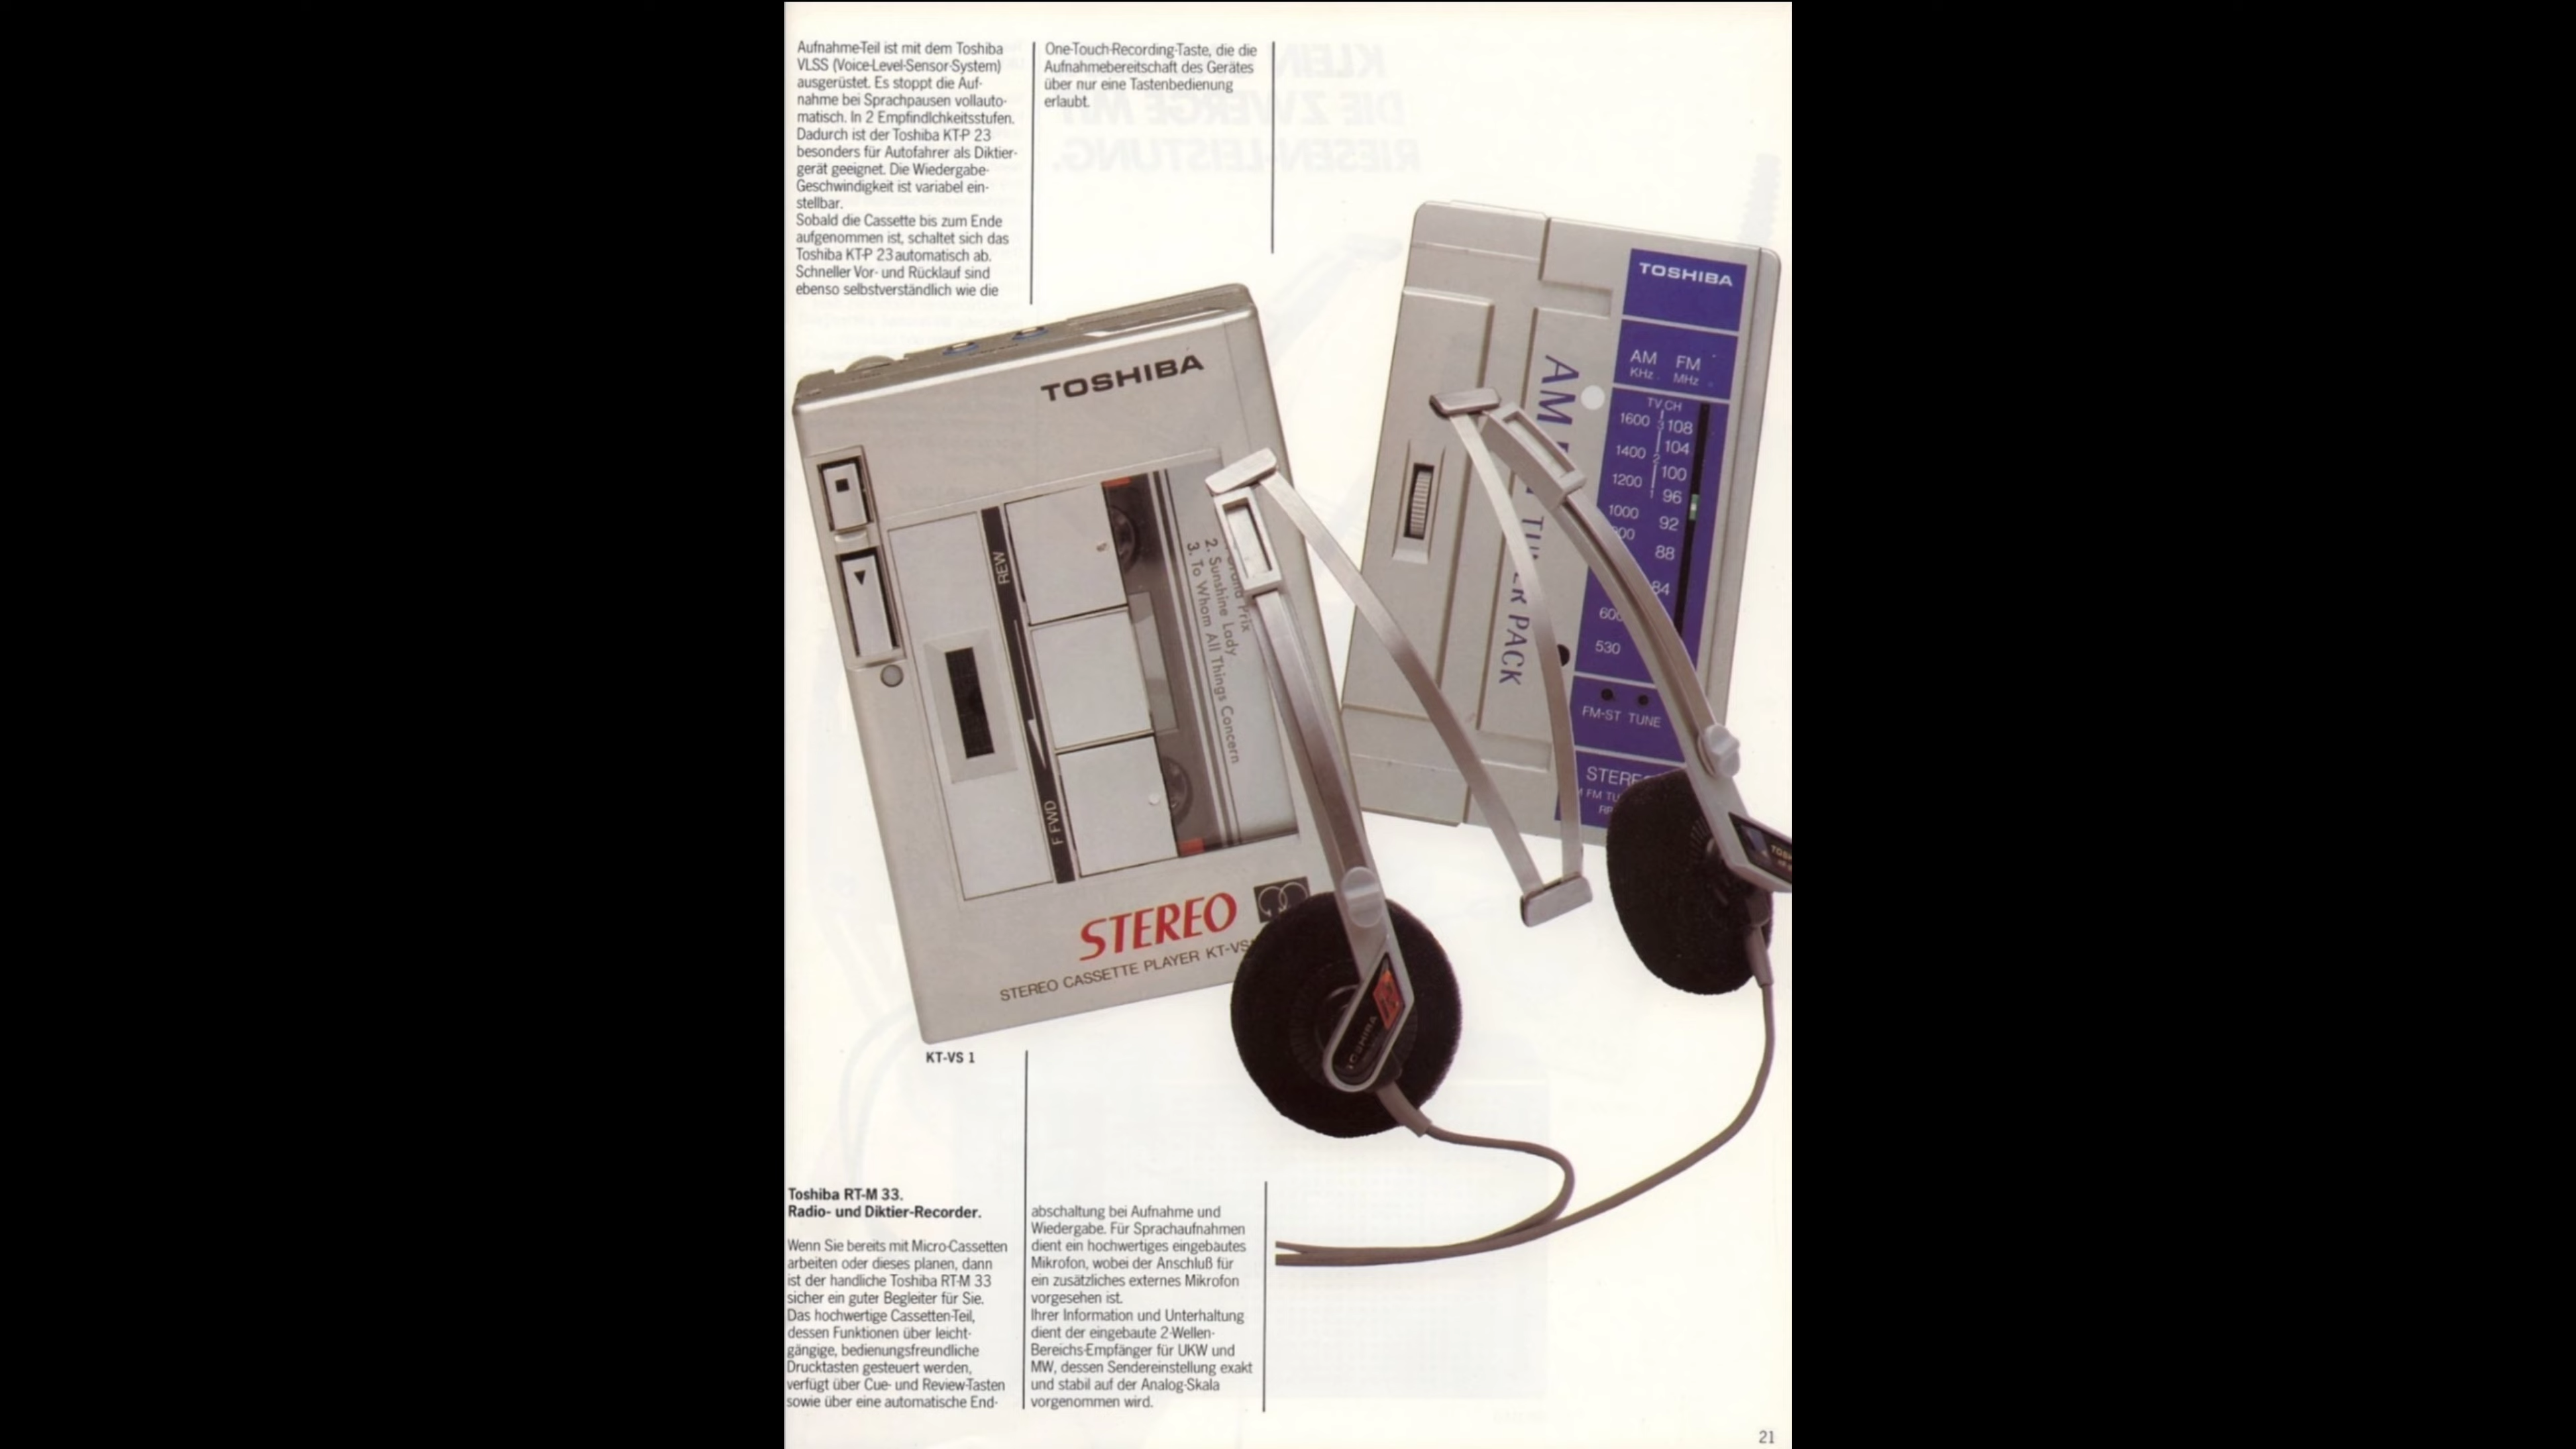 Aufnahme-Teil ist mit dem Toshiba
VLSS (Voice-Level-Sensor-System)
ausgerüstet. Es stoppt die Auf-
nahme bei Sprachpausen vollauto-
matisch. In 2 Empfindlchkeitsstufen.
Dadurch ist der Toshiba KT-P 23
besonders für Autofahrer als Diktier-
gerät geeignet. Die Wiedergabe-
Geschwindigkeit ist variabel ein-
stellbar.
Sobald die Cassette bis zum Ende
aufgenommen ist, schaltet sich das
Toshiba KT-P 23 automatisch ab.
Schneller Vor- und Rücklauf sind
ebenso selbstverständlich wie die
One-Touch-Recording-Taste, die die
Aufnahmebereitschaft des Gerätes
über nur eine Tastenbedienung
erlaubt.
TOSHIBA
REW
F FWD
Prix
2. Sunshine Lady
3. To Whom All Things Concern
STEREO
STEREO CASSETTE PLAYER KT-VS
TOSHIBA
TOSHIBA
AM FM
KHz MHz
TV CH
1600 3 108
104
1400 2
100
1200 1 96
1000 92
88
84
600
530
FM-ST TUNE
AM
PACK
KT-VS 1
Toshiba RT-M 33.
Radio- und Diktier-Recorder.
Wenn Sie bereits mit Micro-Cassetten
arbeiten oder dieses planen, dann
ist der handliche Toshiba RT-M 33
sicher ein guter Begleiter für Sie.
Das hochwertige Cassetten-Teil,
dessen Funktionen über leicht-
gängige, bedienungsfreundliche
Drucktasten gesteuert werden,
verfügt über Cue- und Review-Tasten
sowie über eine automatische End-
abschaltung bei Aufnahme und
Wiedergabe. Für Sprachaufnahmen
dient ein hochwertiges eingebautes
Mikrofon, wobei der Anschluß für
ein zusätzliches externes Mikrofon
vorgesehen ist.
Ihrer Information und Unterhaltung
dient der eingebaute 2-Wellen-
Bereichs-Empfänger für UKW und
MW, dessen Sendereinstellung exakt
und stabil auf der Analog-Skala
vorgenommen wird.
21